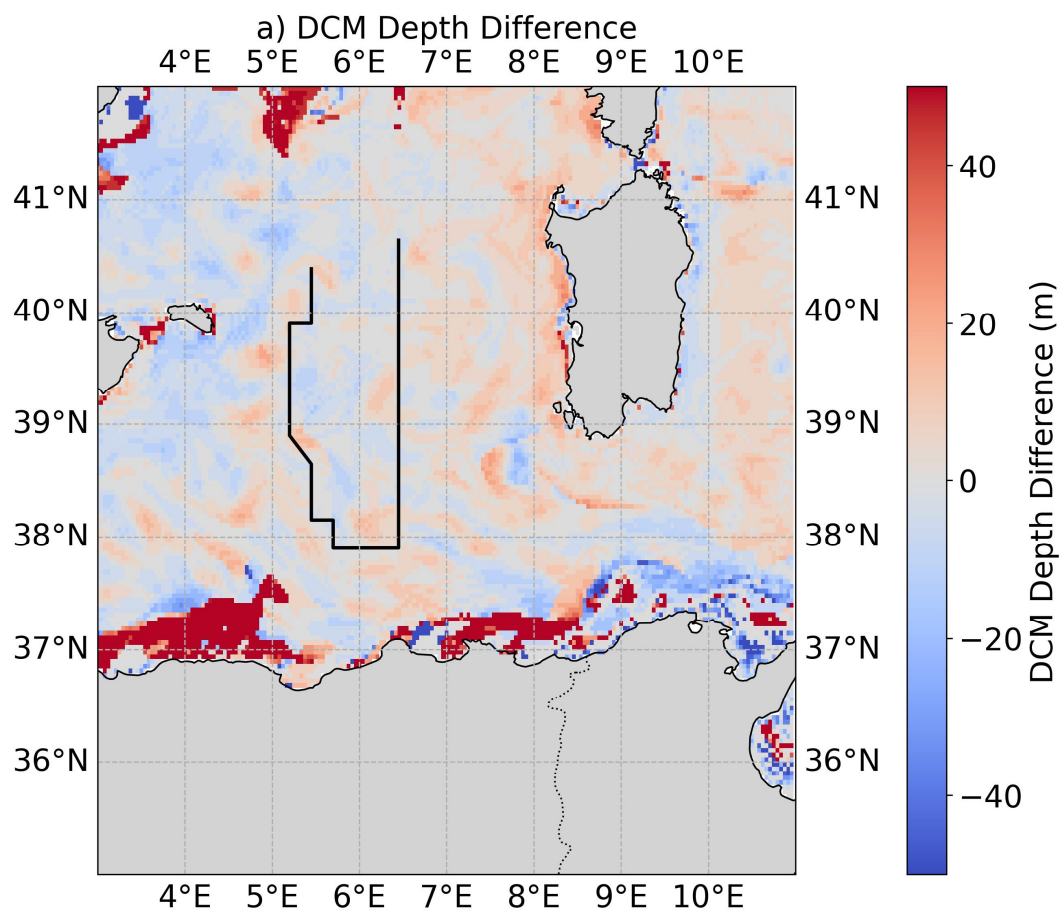 a) DCM Depth Difference
4°E 5°E 6°E 7°E 8°E 9°E 10°E
41°N 41°N
40°N 40°N
39°N 39°N
38°N 38°N
37°N 37°N
36°N 36°N
4°E 5°E 6°E 7°E 8°E 9°E 10°E
40
20
0
−20
−40
DCM Depth Difference (m)